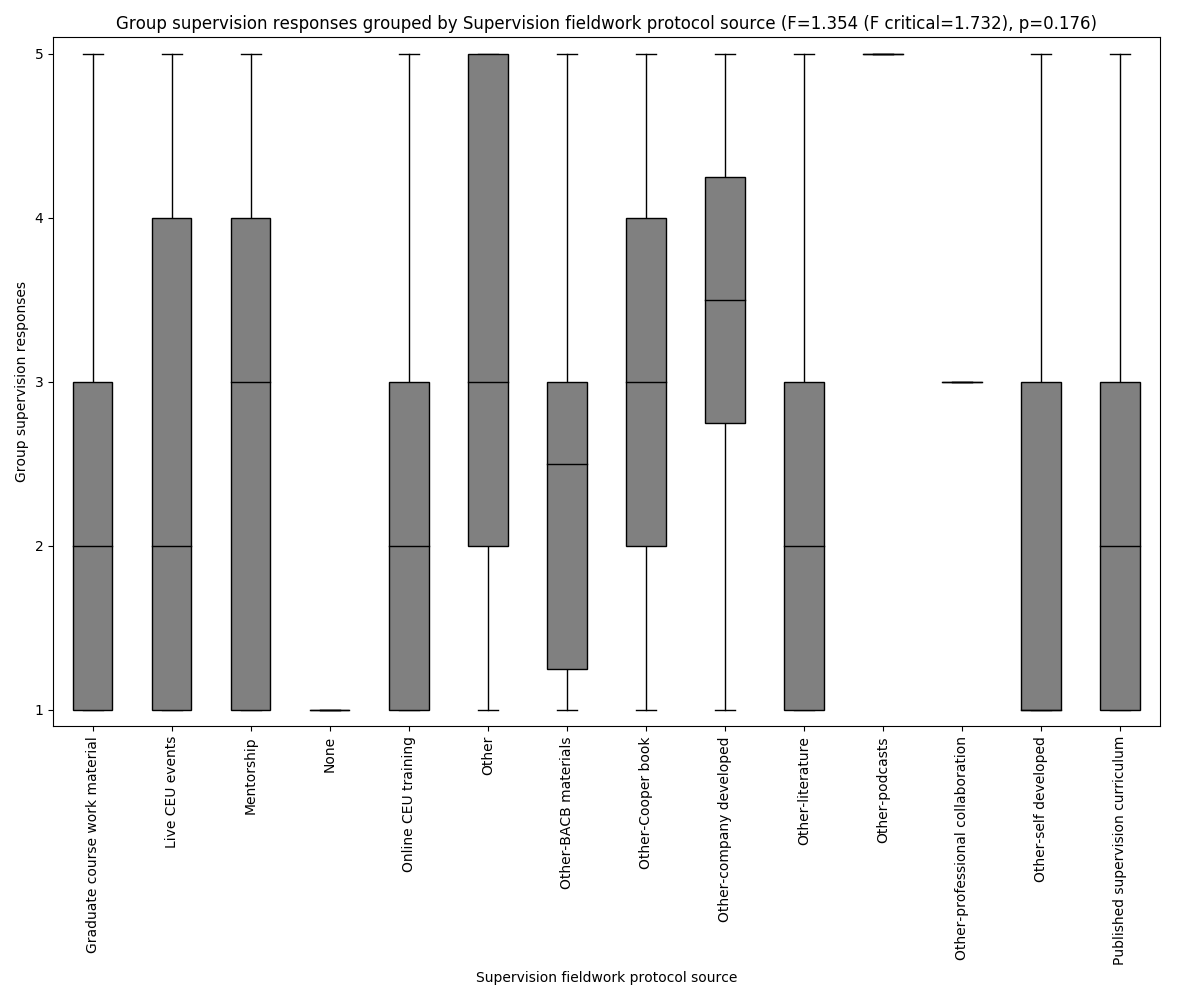 Group supervision responses grouped by Supervision fieldwork protocol source (F=1.354 (F critical=1.732), p=0.176)
Group supervision responses
5
4
3
2
1
Graduate course work material
Live CEU events
Mentorship
None
Online CEU training
Other
Other-BACB materials
Other-Cooper book
Other-company developed
Other-literature
Other-podcasts
Other-professional collaboration
Other-self developed
Published supervision curriculum
Supervision fieldwork protocol source